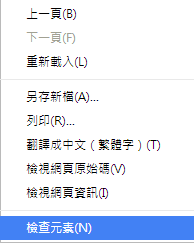 上一頁(B)
下一頁(F)
重新載入(L)
另存新檔(A)...
列印(R)...
翻譯成中文（繁體字）(T)
檢視網頁原始碼(V)
檢視網頁資訊(I)
檢查元素(N)